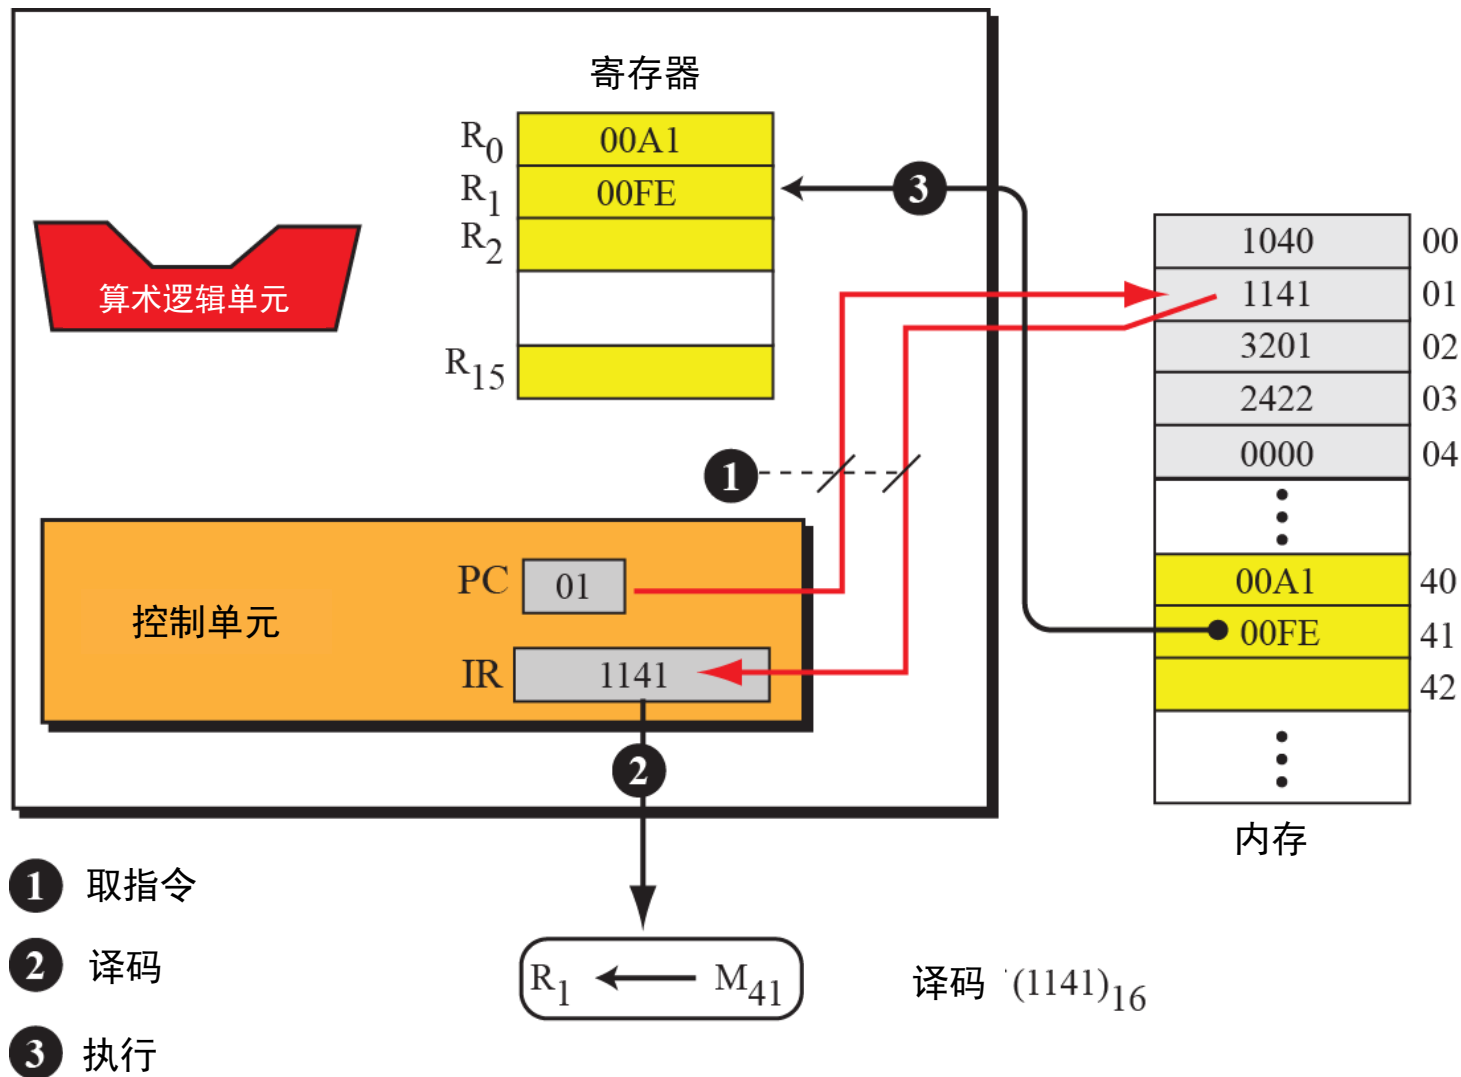 寄存器
R0 00A1
R1 00FE
R2
R15
算术逻辑单元
3
1040 00
1141 01
3201 02
2422 03
0000 04
00A1 40
00FE 41
42
内存
1
控制单元
PC 01
IR 1141
2
1 取指令
2 译码
3 执行
R1 ← M41
译码 (1141)16